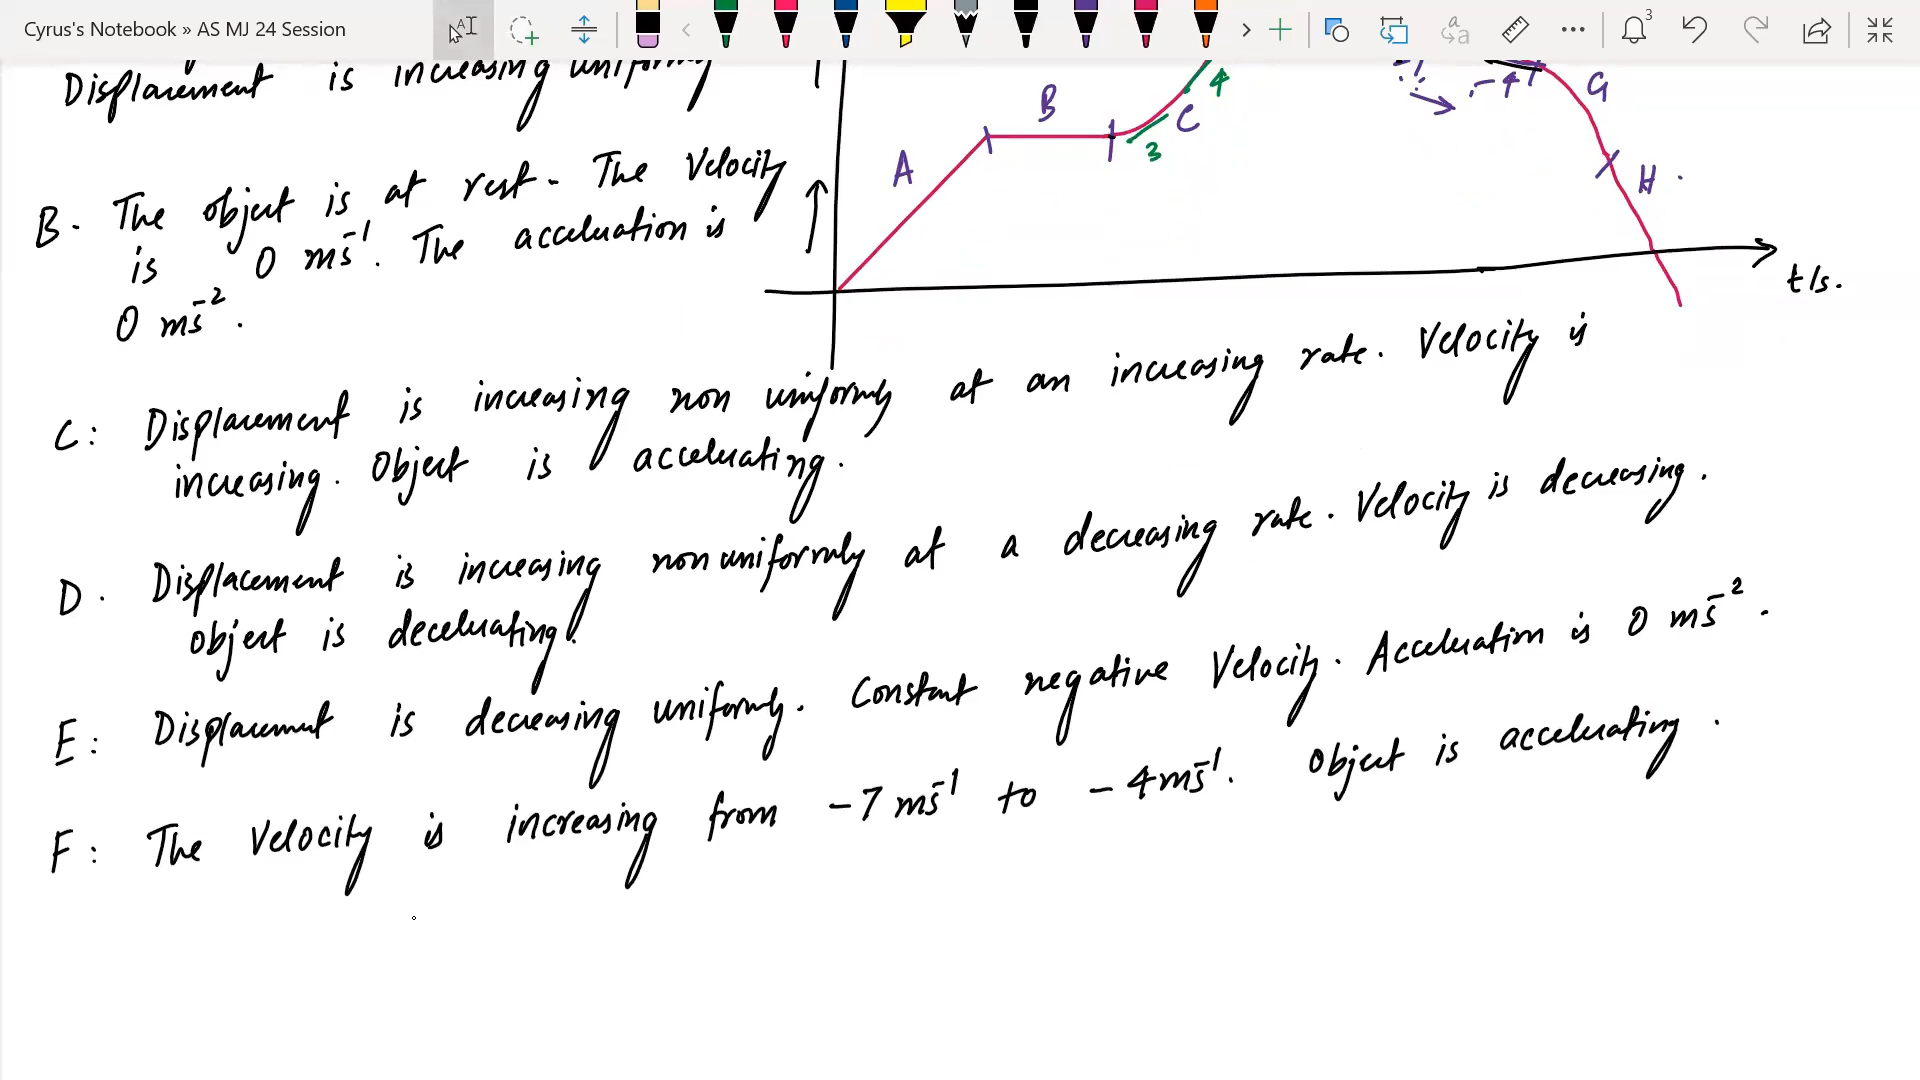 Cyrus's Notebook » AS MJ 24 Session
3
Displacement is increasing uniformly
4
-7
-4
G
B
C
3
A
H .
B. The object is at rest. The Velocity
is 0 ms⁻¹. The acceleration is
0 ms⁻².
t/s.
C: Displacement is increasing non uniformly at an increasing rate. Velocity is
increasing. Object is accelerating.
D. Displacement is increasing non uniformly at a decreasing rate. Velocity is decreasing.
object is decelerating.
E: Displacement is decreasing uniformly. Constant negative Velocity. Acceleration is 0 ms⁻².
F: The Velocity is increasing from -7 ms⁻¹ to -4 ms⁻¹. Object is accelerating.